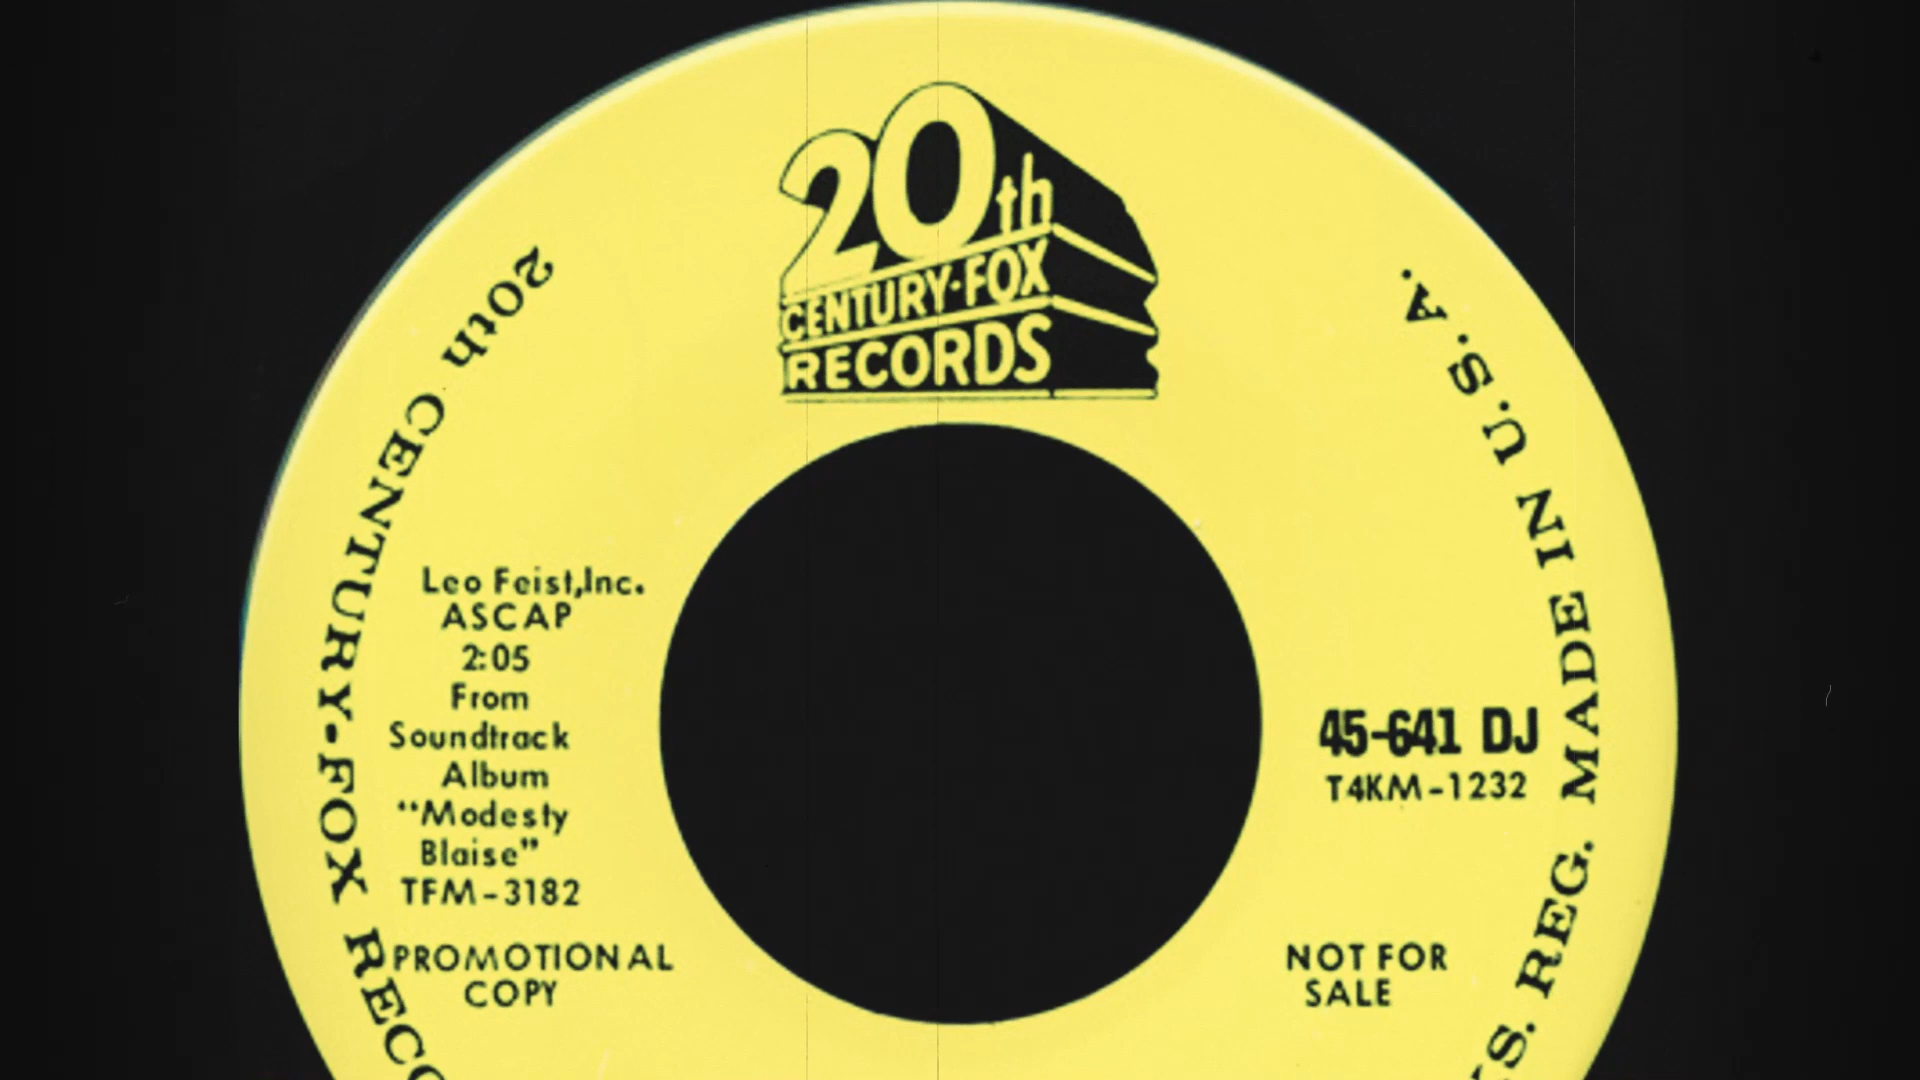 20th
CENTURY-FOX
RECORDS
20th CENTURY-FOX RECO
S. REG. MADE IN U.S.A.
Leo Feist,Inc.
ASCAP
2:05
From
Soundtrack
Album
“Modesty
Blaise”
TFM-3182
PROMOTIONAL
COPY
45-641 DJ
T4KM-1232
NOT FOR
SALE